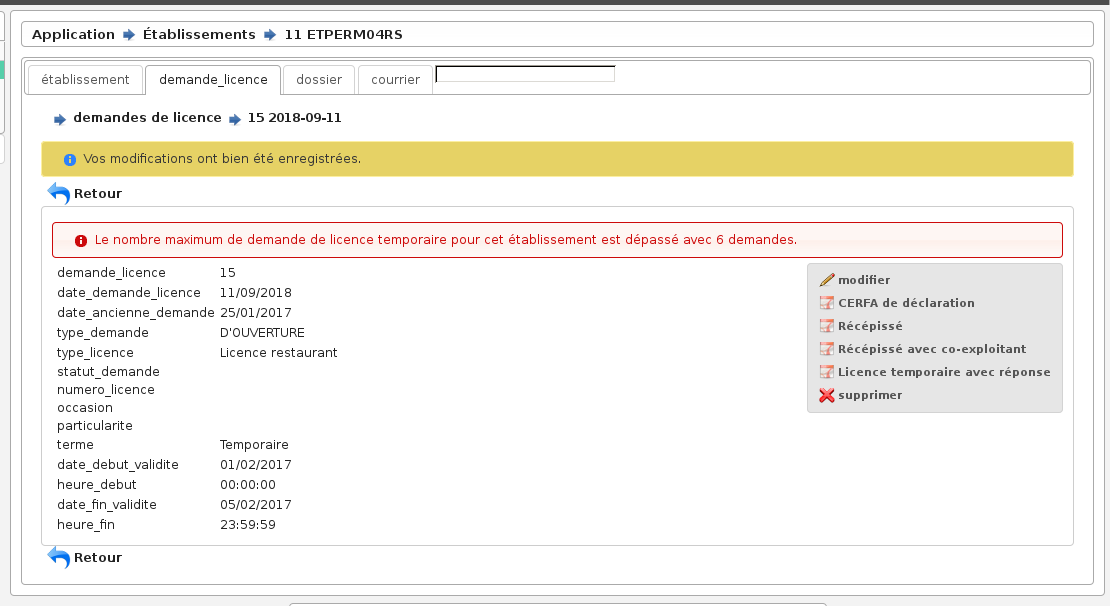 Application Établissements 11 ETPERM04RS
établissement demande_licence dossier courrier
demandes de licence 15 2018-09-11
Vos modifications ont bien été enregistrées.
Retour
Le nombre maximum de demande de licence temporaire pour cet établissement est dépassé avec 6 demandes.
demande_licence 15
date_demande_licence 11/09/2018
date_ancienne_demande 25/01/2017
type_demande D'OUVERTURE
type_licence Licence restaurant
statut_demande
numero_licence
occasion
particularite
terme Temporaire
date_debut_validite 01/02/2017
heure_debut 00:00:00
date_fin_validite 05/02/2017
heure_fin 23:59:59
modifier
CERFA de déclaration
Récépissé
Récépissé avec co-exploitant
Licence temporaire avec réponse
supprimer
Retour